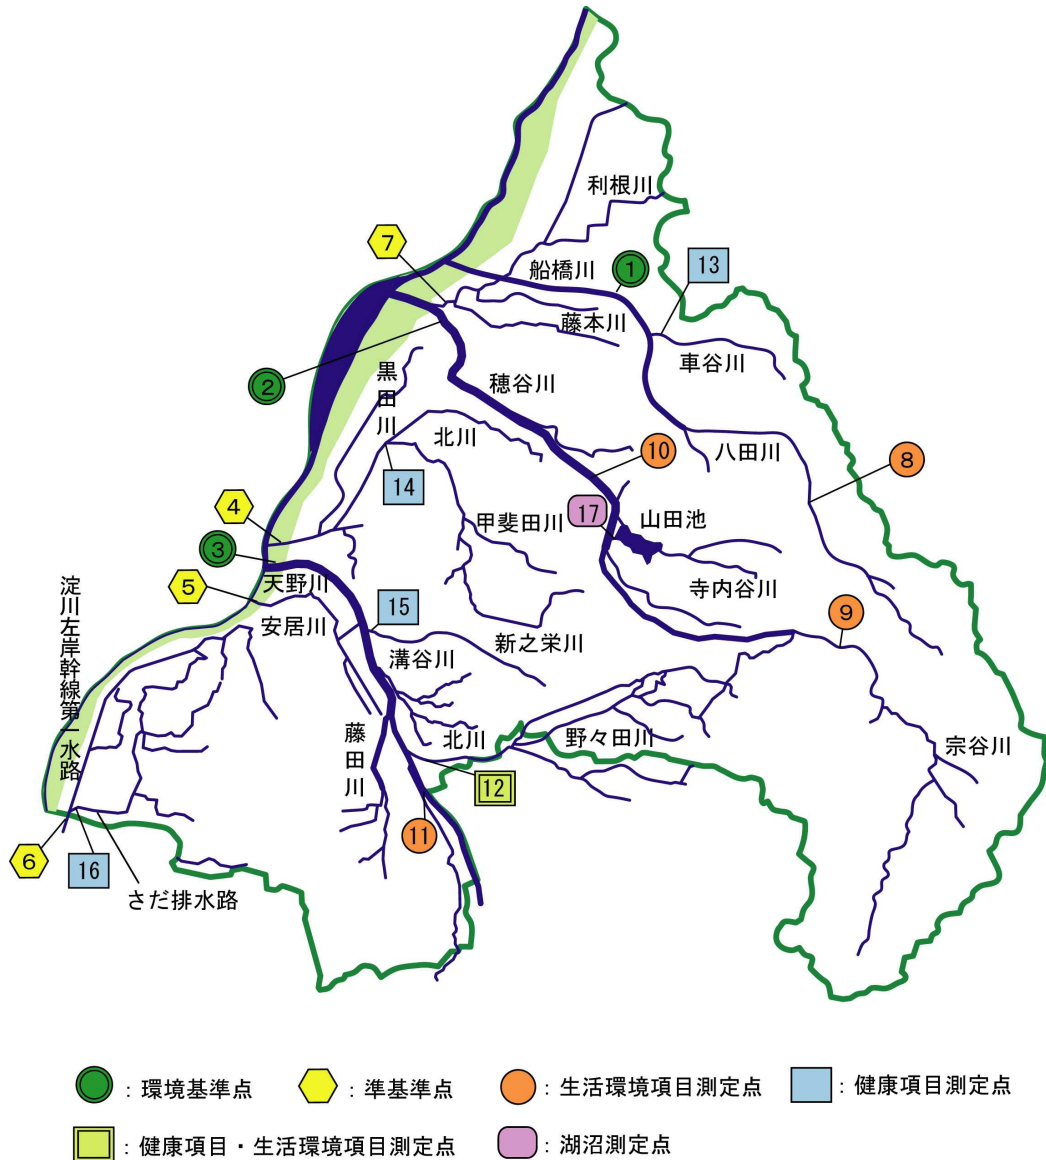 利根川
7
船橋川
1
13
藤本川
車谷川
2
黒田川
穂谷川
北川
10
八田川
8
14
17
山田池
4
甲斐田川
3
天野川
淀川左岸幹線第一水路
5
寺内谷川
15
9
安居川
新之栄川
溝谷川
藤田川
北川
野々田川
宗谷川
12
11
6
16
さだ排水路
：環境基準点
：準基準点
：生活環境項目測定点
：健康項目測定点
：健康項目・生活環境項目測定点
：湖沼測定点